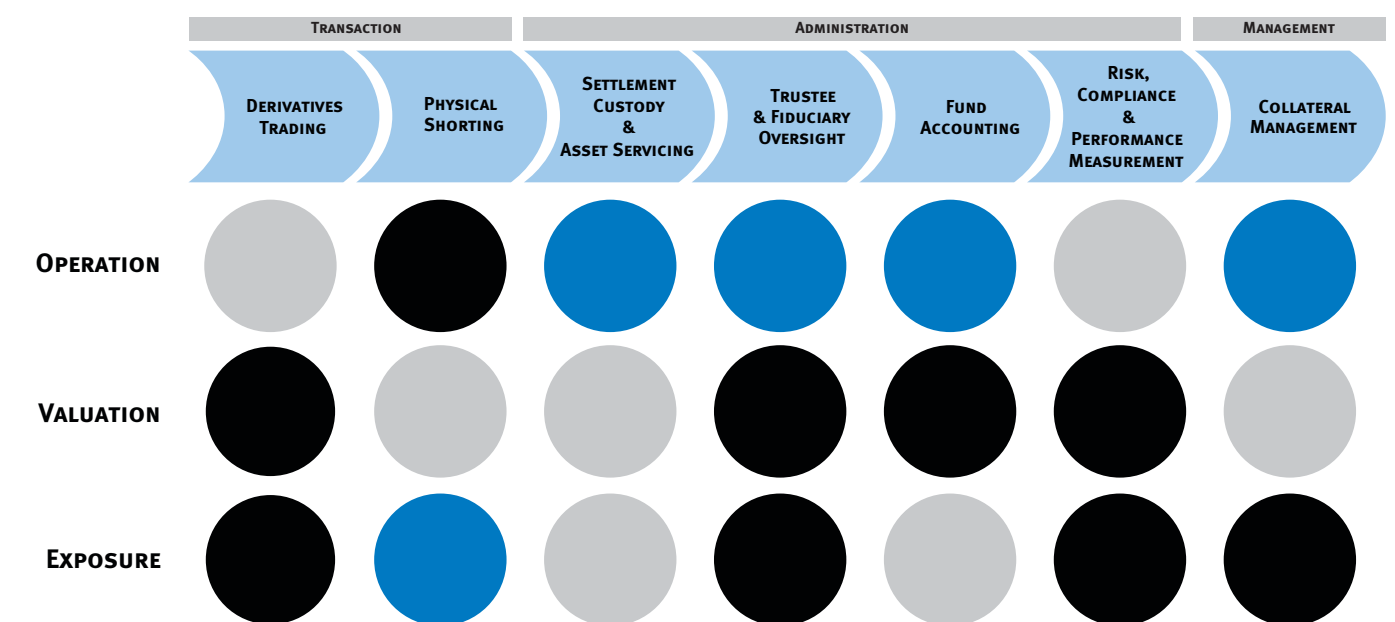 Transaction
Administration
Management
Derivatives
Trading
Physical
Shorting
Settlement
Custody
&
Asset Servicing
Trustee
& Fiduciary
Oversight
Fund
Accounting
Risk,
Compliance
&
Performance
Measurement
Collateral
Management
Operation
Valuation
Exposure